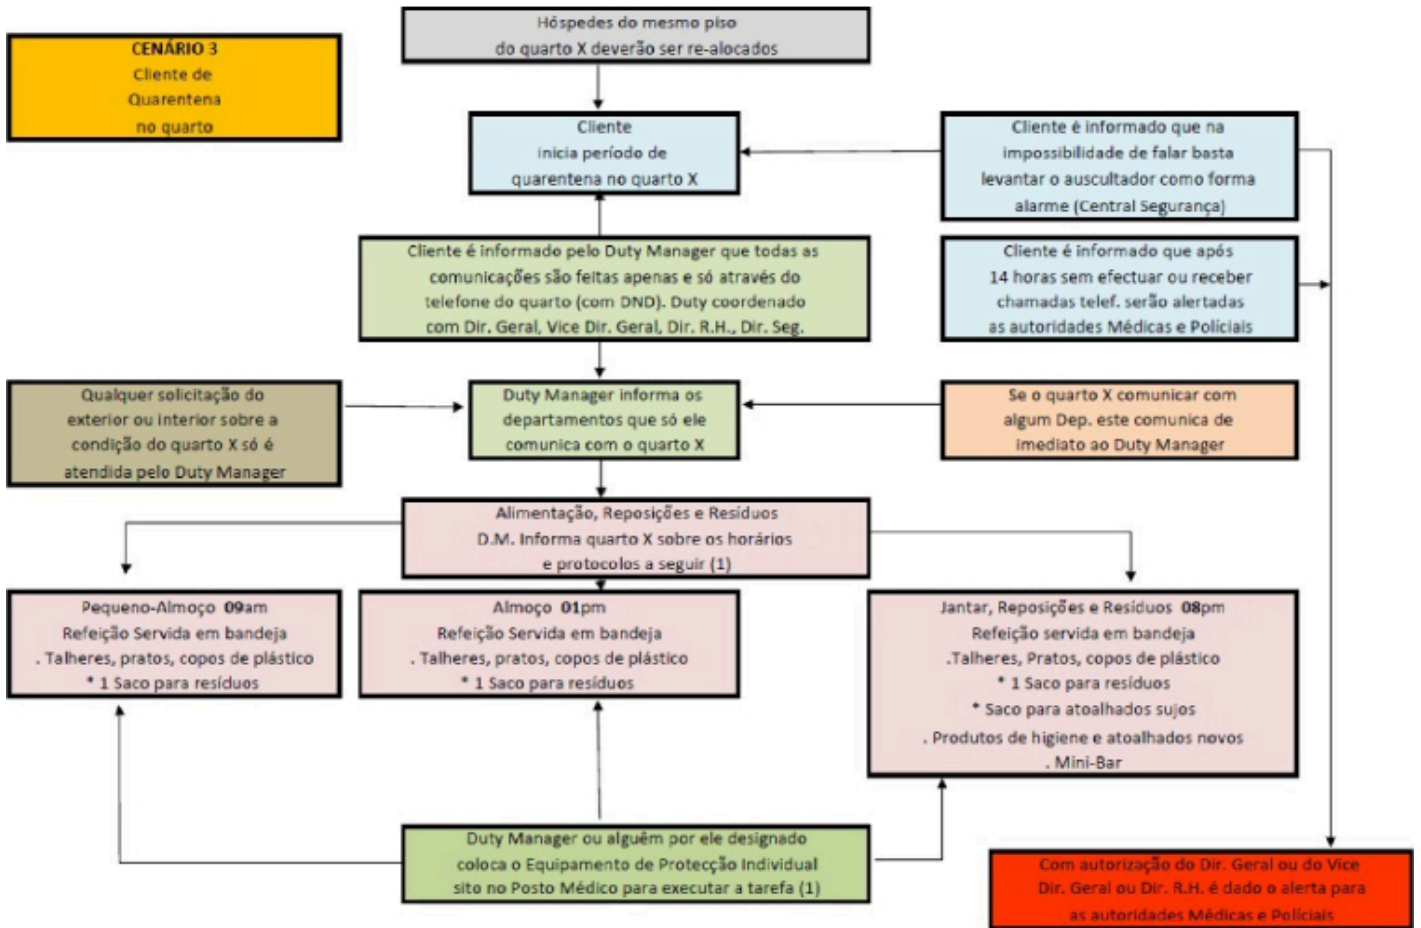 CENÁRIO 3
Cliente de
Quarentena
no quarto
Hóspedes do mesmo piso
do quarto X deverão ser re-alocados
Cliente
inicia período de
quarentena no quarto X
Cliente é informado que na
impossibilidade de falar basta
levantar o auscultador como forma
alarme (Central Segurança)
Cliente é informado pelo Duty Manager que todas as
comunicações são feitas apenas e só através do
telefone do quarto (com DND). Duty coordenado
com Dir. Geral, Vice Dir. Geral, Dir. R.H., Dir. Seg.
Cliente é informado que após
14 horas sem efectuar ou receber
chamadas telef. serão alertadas
as autoridades Médicas e Políciais
Qualquer solicitação do
exterior ou interior sobre a
condição do quarto X só é
atendida pelo Duty Manager
Duty Manager informa os
departamentos que só ele
comunica com o quarto X
Se o quarto X comunicar com
algum Dep. este comunica de
imediato ao Duty Manager
Alimentação, Reposições e Resíduos
D.M. Informa quarto X sobre os horários
e protocolos a seguir (1)
Pequeno-Almoço 09am
Refeição Servida em bandeja
. Talheres, pratos, copos de plástico
* 1 Saco para resíduos
Almoço 01pm
Refeição Servida em bandeja
. Talheres, pratos, copos de plástico
* 1 Saco para resíduos
Jantar, Reposições e Resíduos 08pm
Refeição servida em bandeja
.Talheres, Pratos, copos de plástico
* 1 Saco para resíduos
* Saco para atoalhados sujos
. Produtos de higiene e atoalhados novos
. Mini-Bar
Duty Manager ou alguêm por ele designado
coloca o Equipamento de Protecção Individual
sito no Posto Médico para executar a tarefa (1)
Com autorização do Dir. Geral ou do Vice
Dir. Geral ou Dir. R.H. é dado o alerta para
as autoridades Médicas e Políciais